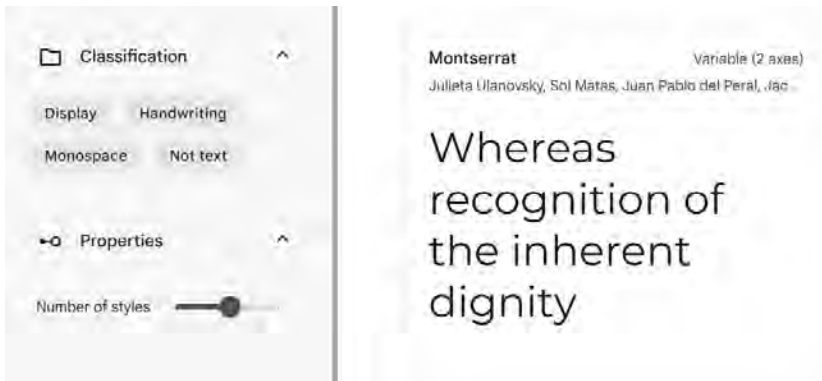 Classification
Display Handwriting
Monospace Not text
Properties
Number of styles
Montserrat Variable (2 axes)
Julieta Ulanovsky, Sol Matas, Juan Pablo del Peral, Jac...
Whereas
recognition of
the inherent
dignity